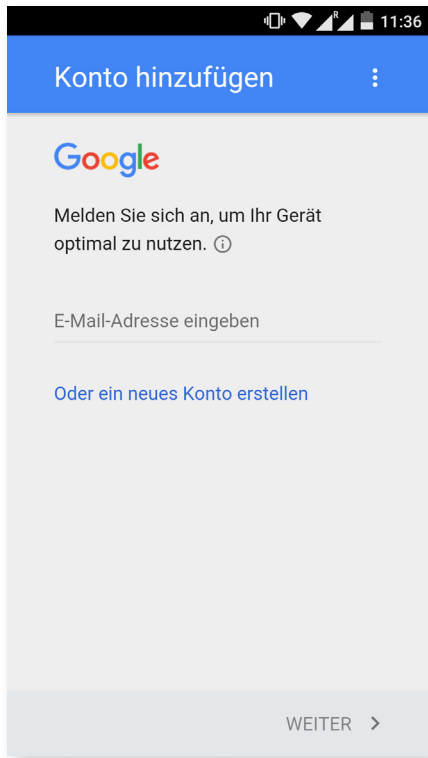 R
11:36
Konto hinzufügen
Google
Melden Sie sich an, um Ihr Gerät
optimal zu nutzen.
E-Mail-Adresse eingeben
Oder ein neues Konto erstellen
WEITER